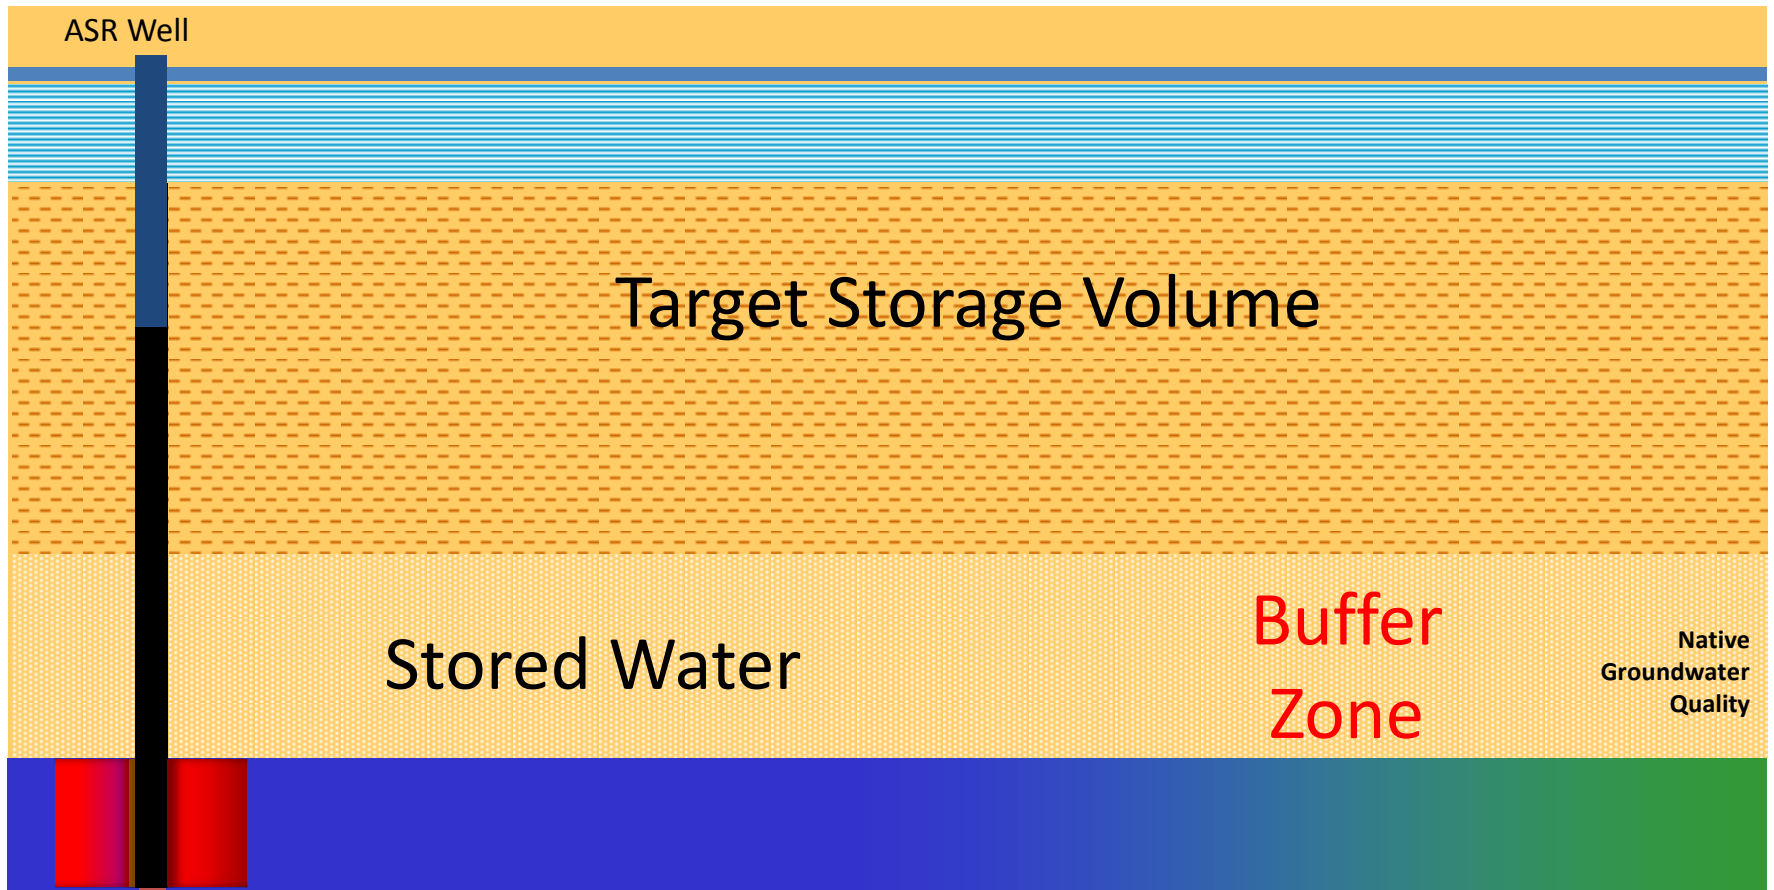 ASR Well
Target Storage Volume
Stored Water
Buffer
Zone
Native
Groundwater
Quality